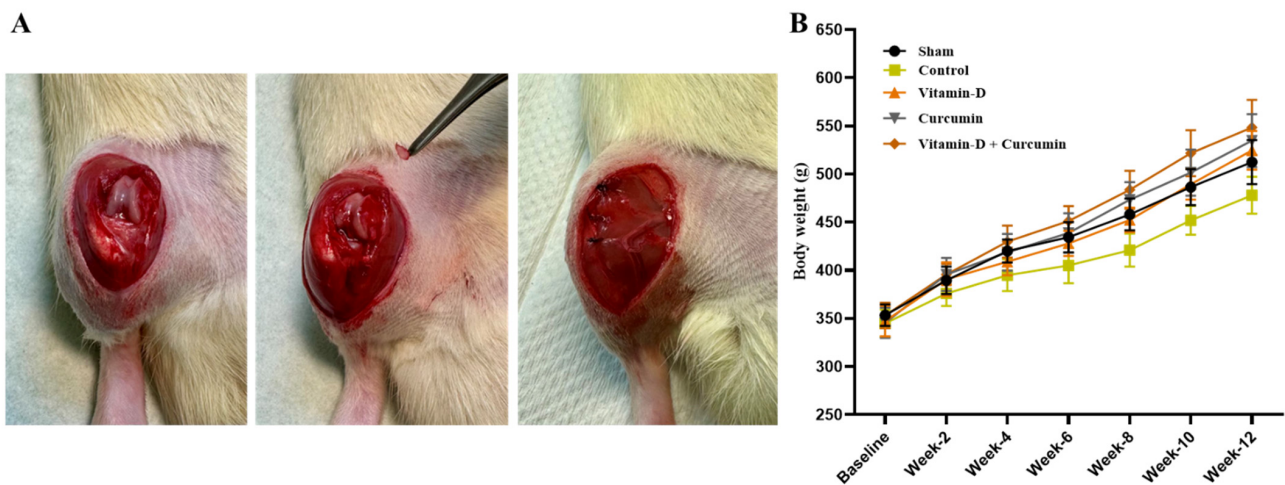 A
B
650
600
550
500
450
400
350
300
250
Body weight (g)
Sham
Control
Vitamin-D
Curcumin
Vitamin-D + Curcumin
Baseline
Week-2
Week-4
Week-6
Week-8
Week-10
Week-12